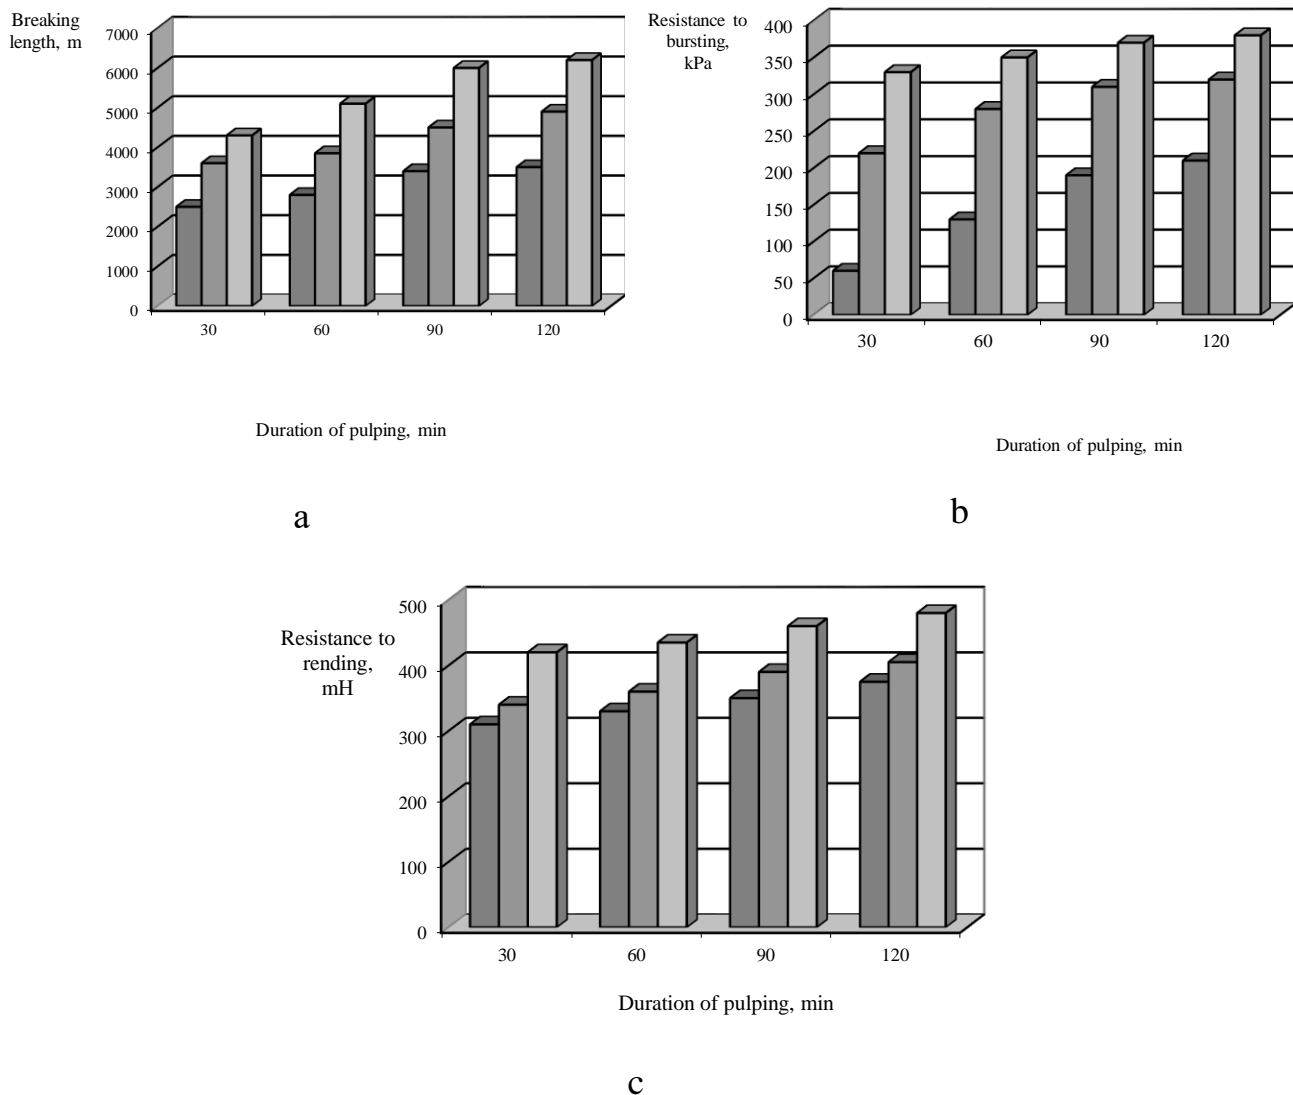 Breaking
length, m
7000
6000
5000
4000
3000
2000
1000
0
30 60 90 120
Duration of pulping, min
a
Resistance to
bursting,
kPa
400
350
300
250
200
150
100
50
0
30 60 90 120
Duration of pulping, min
b
Resistance to
rending,
mH
500
400
300
200
100
0
30 60 90 120
Duration of pulping, min
c